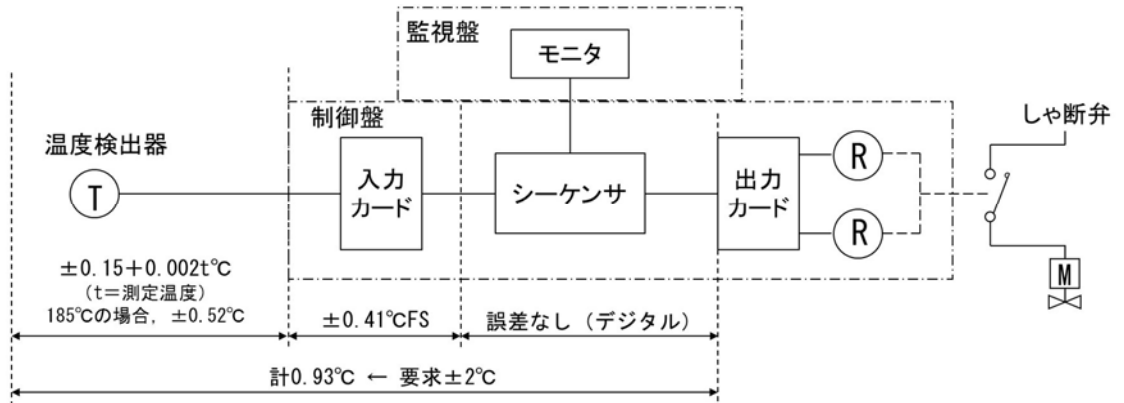 監視盤
モニタ
制御盤
しゃ断弁
温度検出器
T
入力
カード
シーケンサ
出力
カード
R
R
M
±0.15+0.002t℃
(t=測定温度)
185℃の場合, ±0.52℃
±0.41℃FS
誤差なし (デジタル)
計0.93℃ ← 要求±2℃